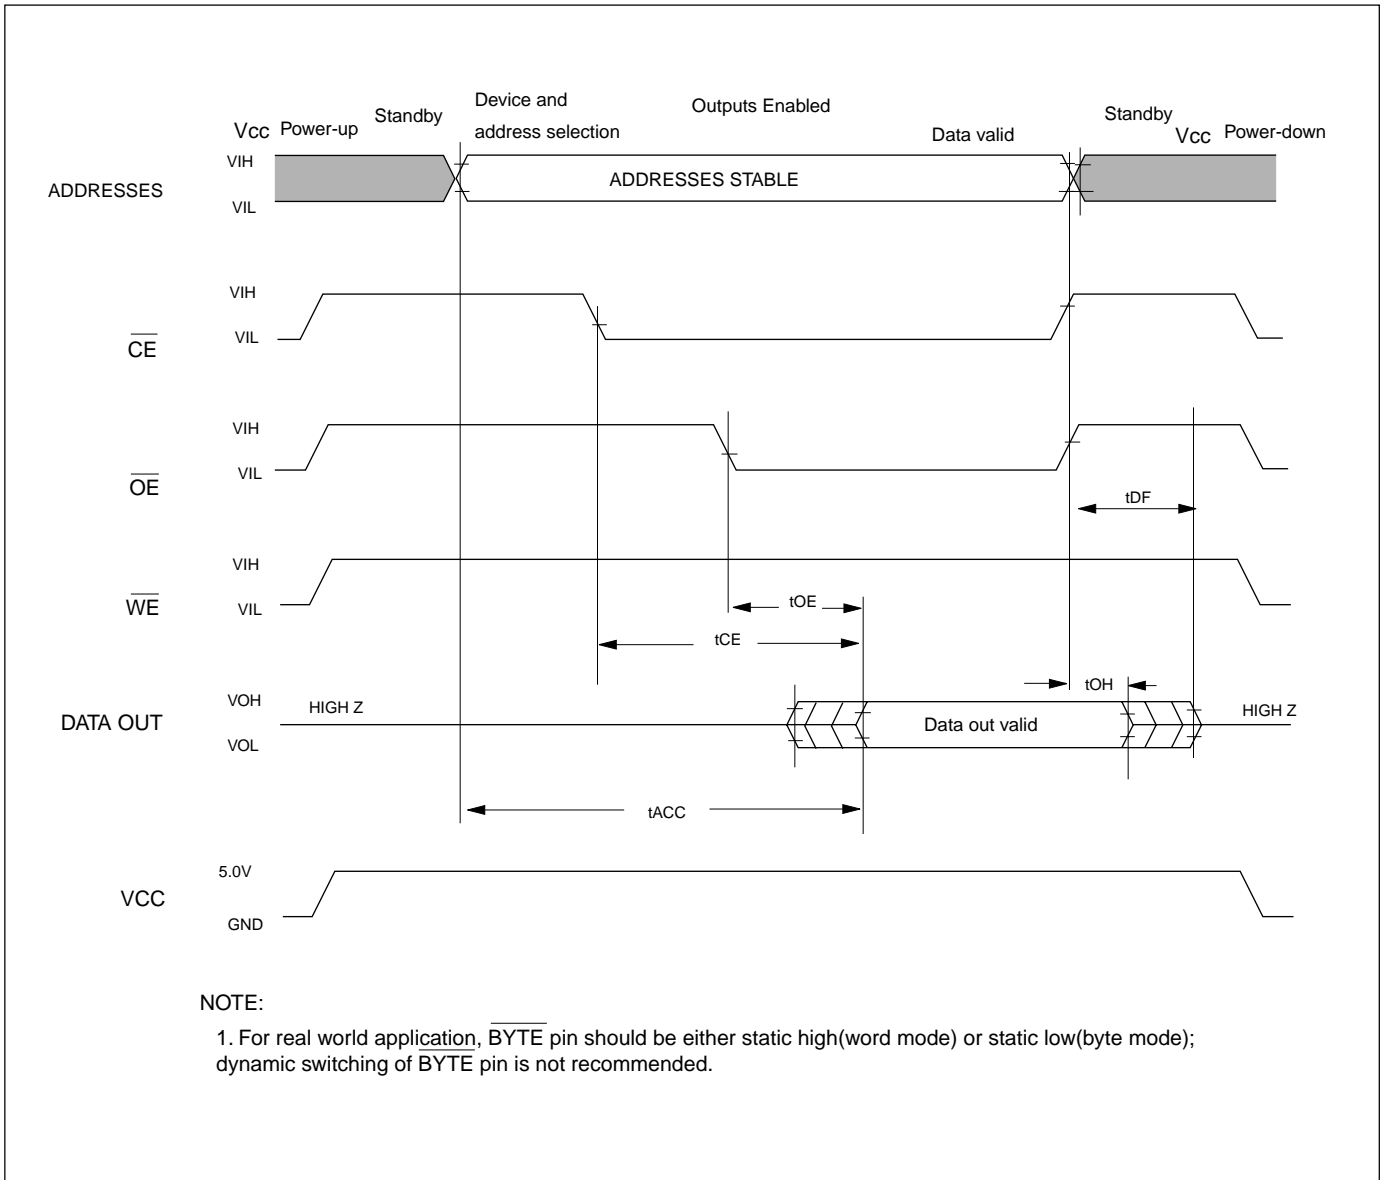 Vcc Power-up Standby Device and address selection Outputs Enabled Data valid Standby Vcc Power-down
VIH
ADDRESSES
ADDRESSES STABLE
VIL
VIH
CE
VIL
VIH
OE
VIL
tDF
VIH
WE
VIL
tOE
tCE
tOH
VOH
HIGH Z
DATA OUT
Data out valid
HIGH Z
VOL
tACC
5.0V
VCC
GND
NOTE:
1. For real world application, BYTE pin should be either static high(word mode) or static low(byte mode);
dynamic switching of BYTE pin is not recommended.